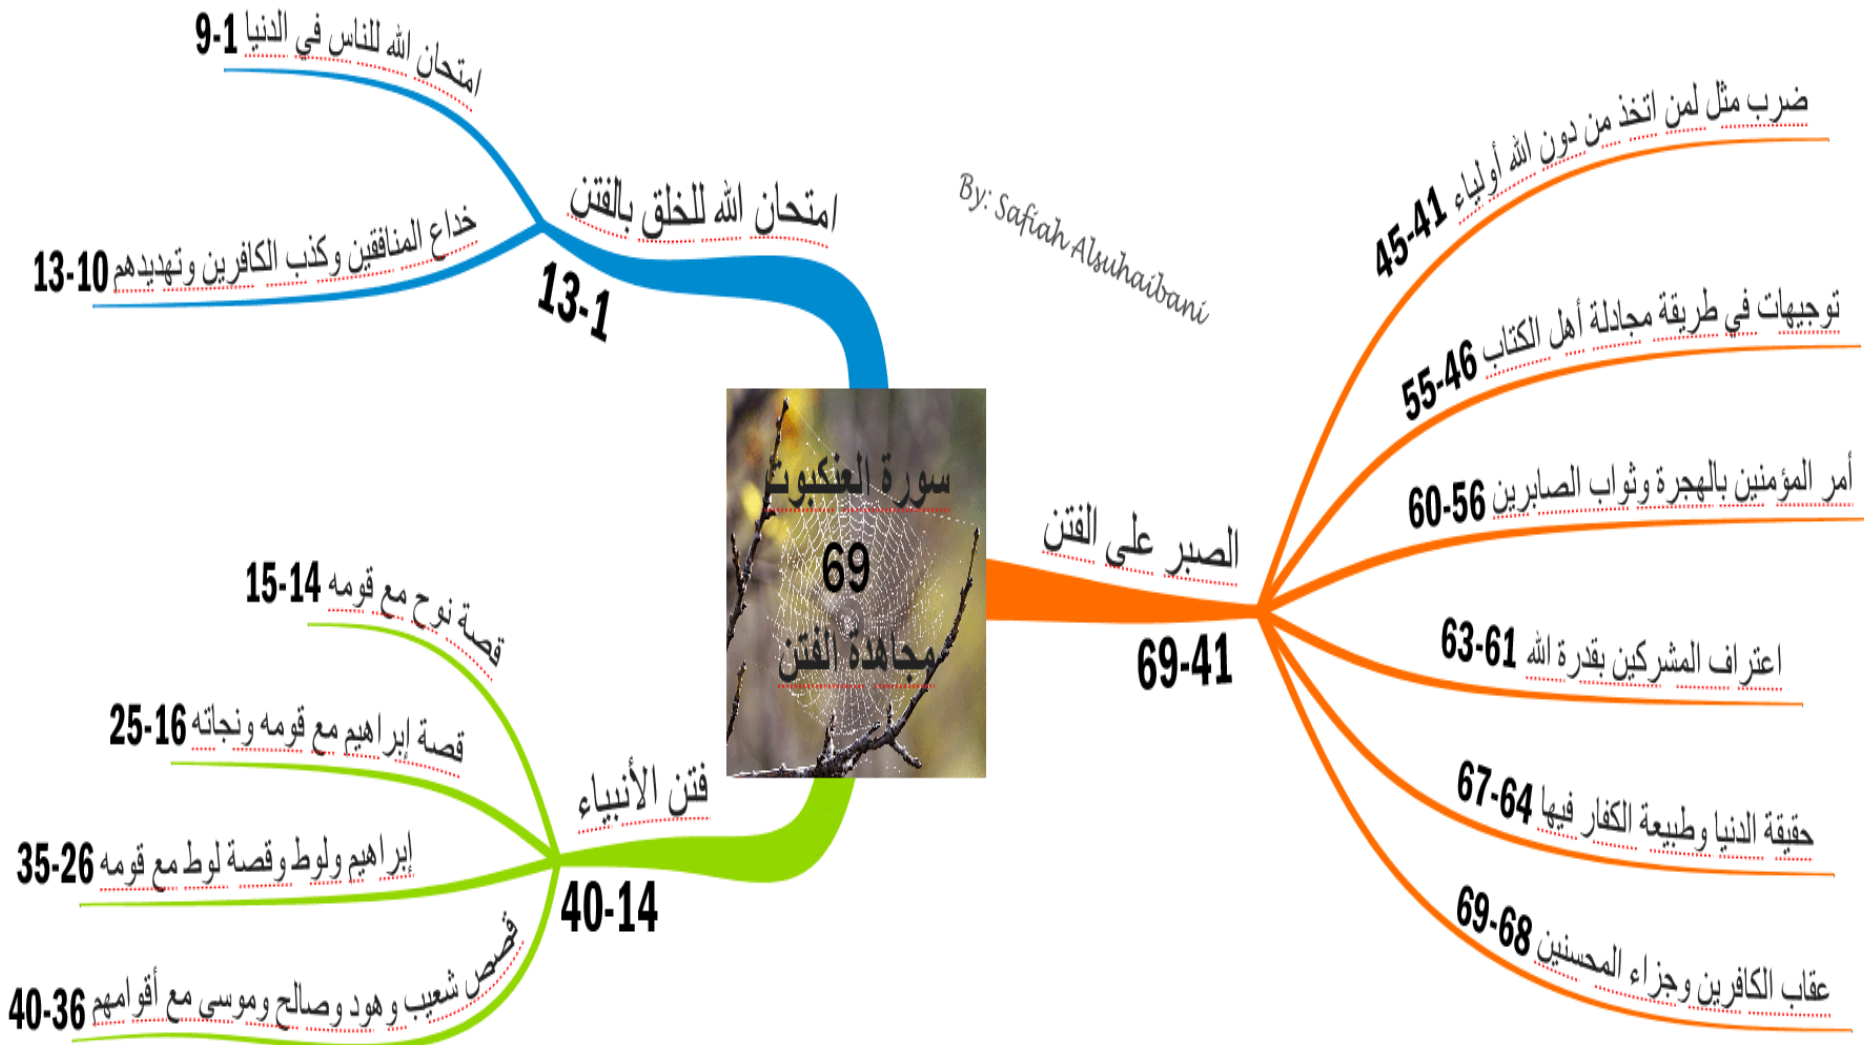 سورة العنكبوت
69
مجاهدة الفتن
امتحان الله للخلق بالفتن
13-1
امتحان الله للناس في الدنيا 9-1
خداع المنافقين وكذب الكافرين وتهديدهم 13-10
فتن الأنبياء
40-14
قصة نوح مع قومه 15-14
قصة إبراهيم مع قومه ونجاته 25-16
إبراهيم ولوط وقصة لوط مع قومه 35-26
قصص شعيب وهود وصالح وموسى مع أقوامهم 40-36
الصبر على الفتن
69-41
ضرب مثل لمن اتخذ من دون الله أولياء 45-41
توجيهات في طريقة مجادلة أهل الكتاب 55-46
أمر المؤمنين بالهجرة وثواب الصابرين 60-56
اعتراف المشركين بقدرة الله 63-61
حقيقة الدنيا وطبيعة الكفار فيها 67-64
عقاب الكافرين وجزاء المحسنين 69-68
By: Safiah Alsuhaibani